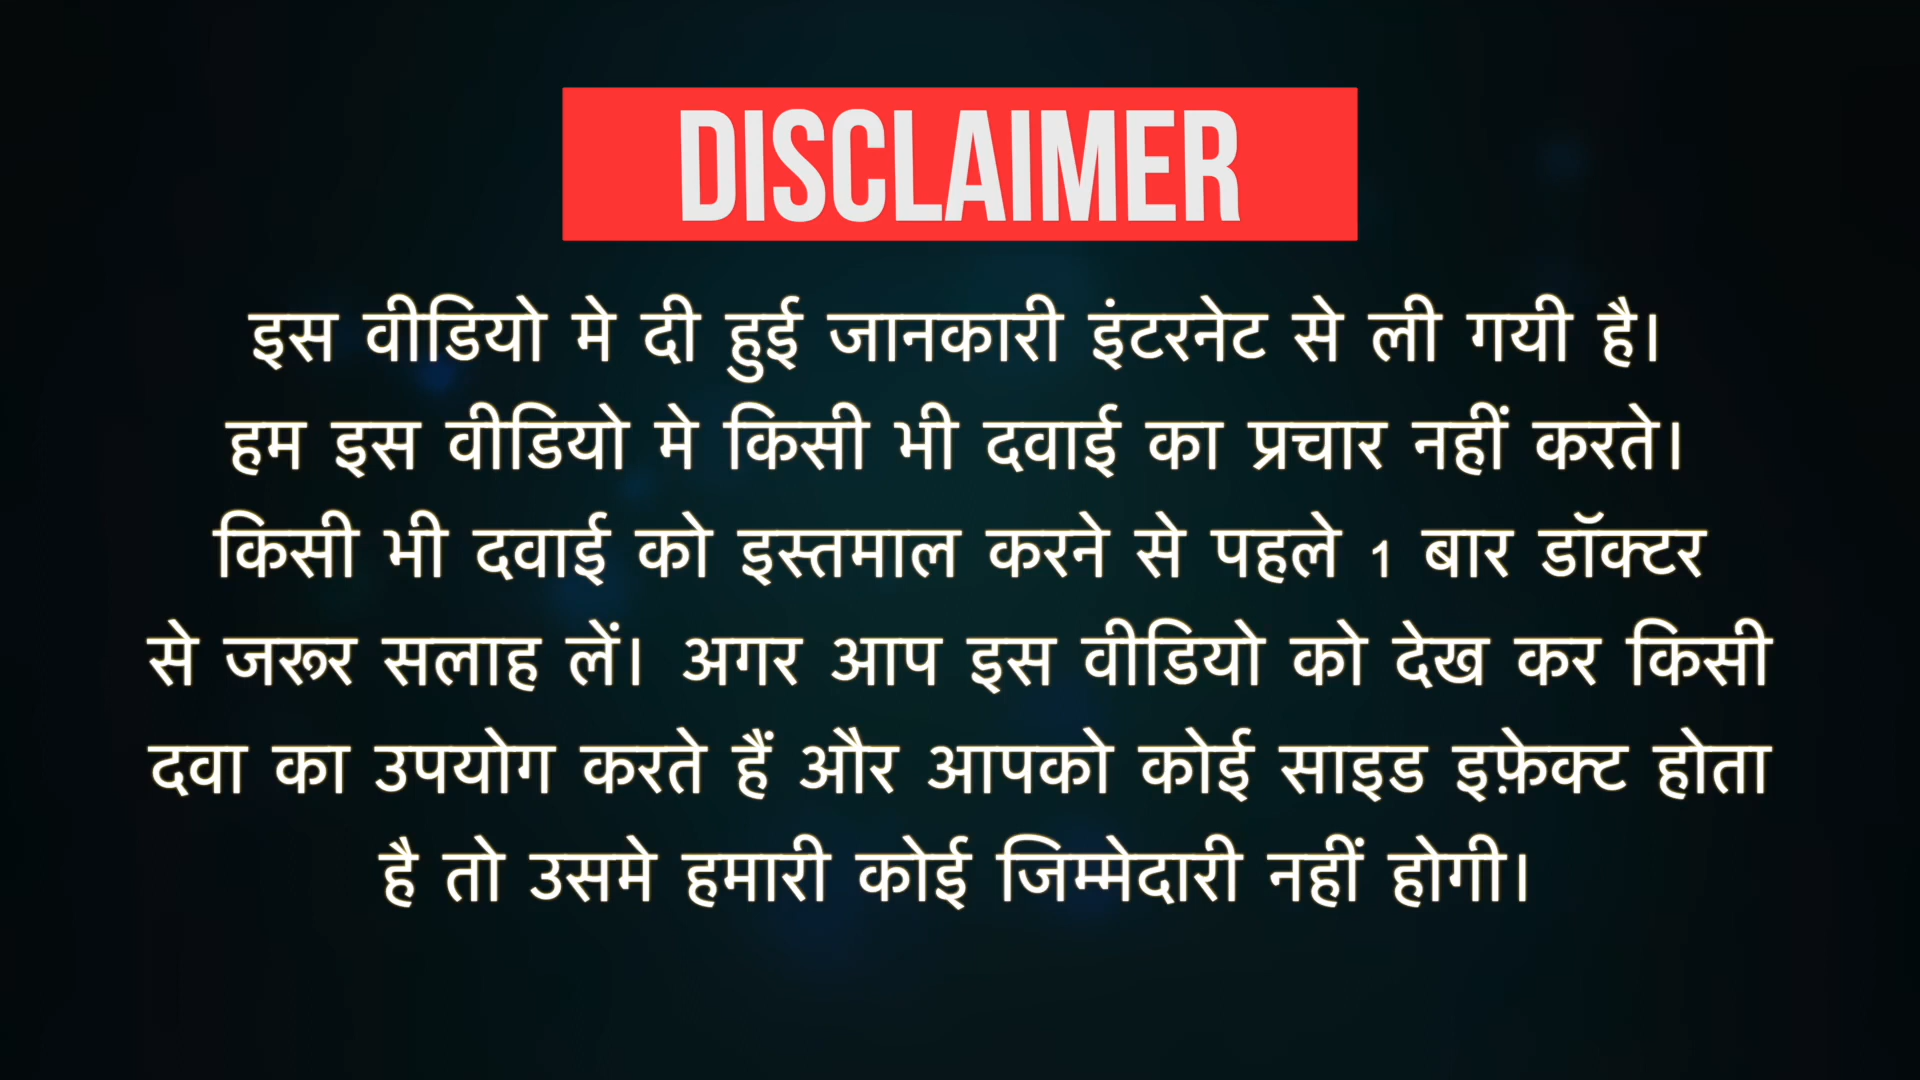 DISCLAIMER
इस वीडियो मे दी हुई जानकारी इंटरनेट से ली गयी है।
हम इस वीडियो मे किसी भी दवाई का प्रचार नहीं करते।
किसी भी दवाई को इस्तमाल करने से पहले 1 बार डॉक्टर
से जरूर सलाह लें। अगर आप इस वीडियो को देख कर किसी
दवा का उपयोग करते हैं और आपको कोई साइड इफ़ेक्ट होता
है तो उसमे हमारी कोई जिम्मेदारी नहीं होगी।